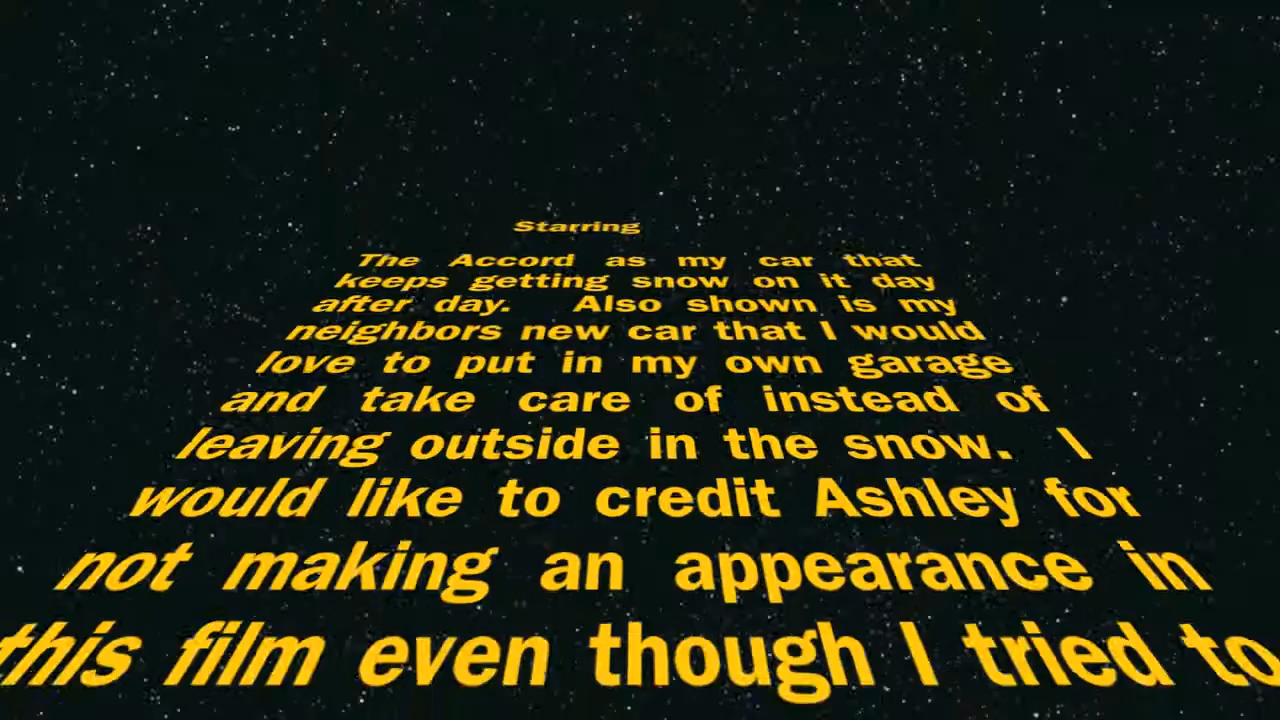 Starring
The Accord as my car that
keeps getting snow on it day
after day. Also shown is my
neighbors new car that I would
love to put in my own garage
and take care of instead of
leaving outside in the snow. I
would like to credit Ashley for
not making an appearance in
this film even though I tried to